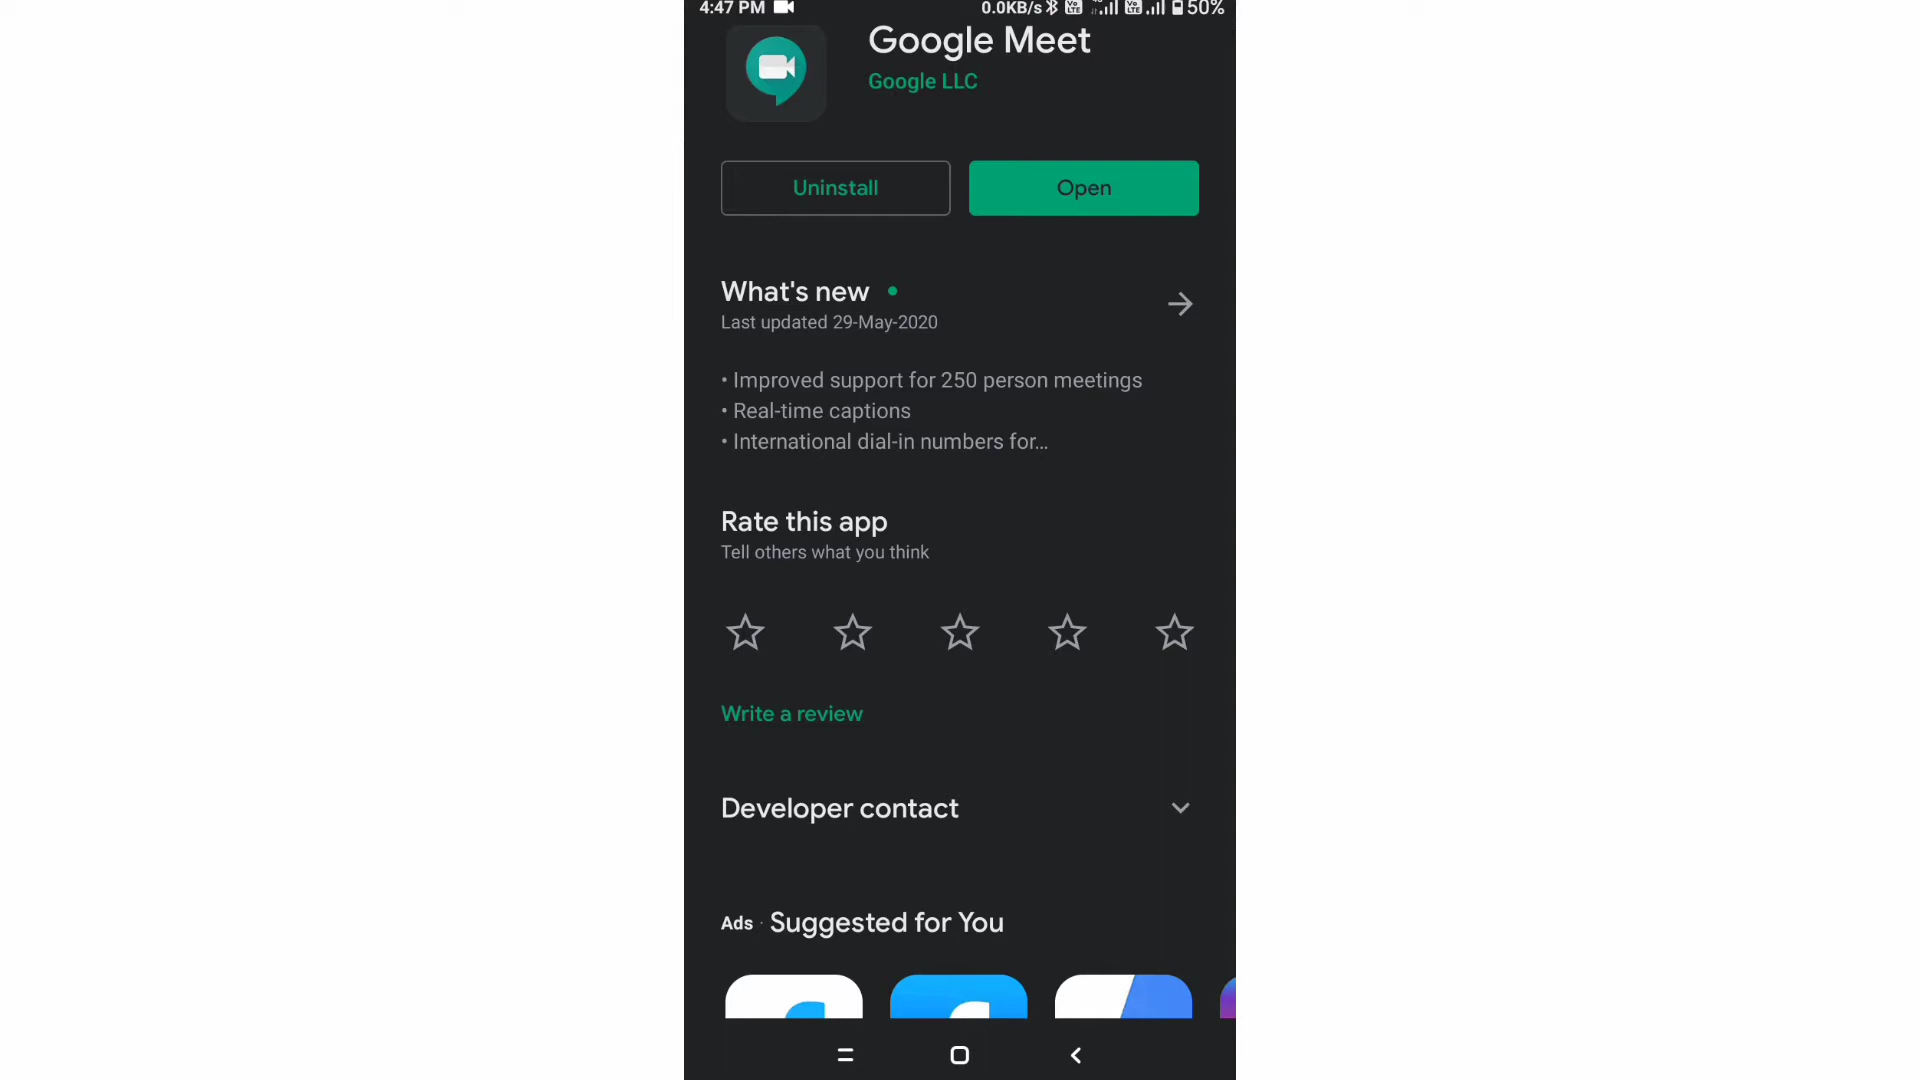 4:47 PM 0.0KB/s 50%
Google Meet
Google LLC
Uninstall
Open
What's new
Last updated 29-May-2020
• Improved support for 250 person meetings
• Real-time captions
• International dial-in numbers for...
Rate this app
Tell others what you think
Write a review
Developer contact
Ads · Suggested for You